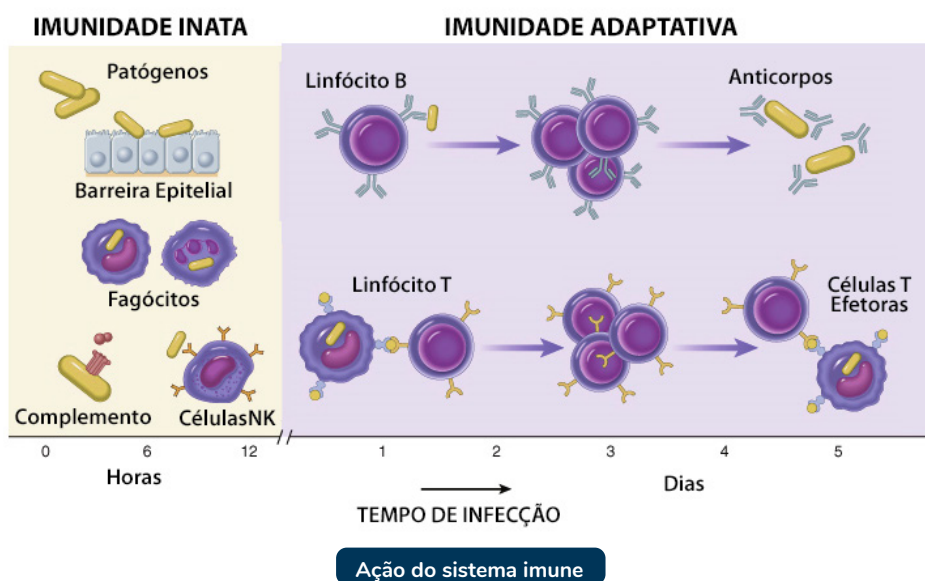 IMUNIDADE INATA
IMUNIDADE ADAPTATIVA
Patógenos
Barreira Epitelial
Fagócitos
Complemento
CélulasNK
Linfócito B
Anticorpos
Linfócito T
Células T
Efetoras
0 6 12 1 2 3 4 5
Horas
Dias
TEMPO DE INFECÇÃO
Ação do sistema imune